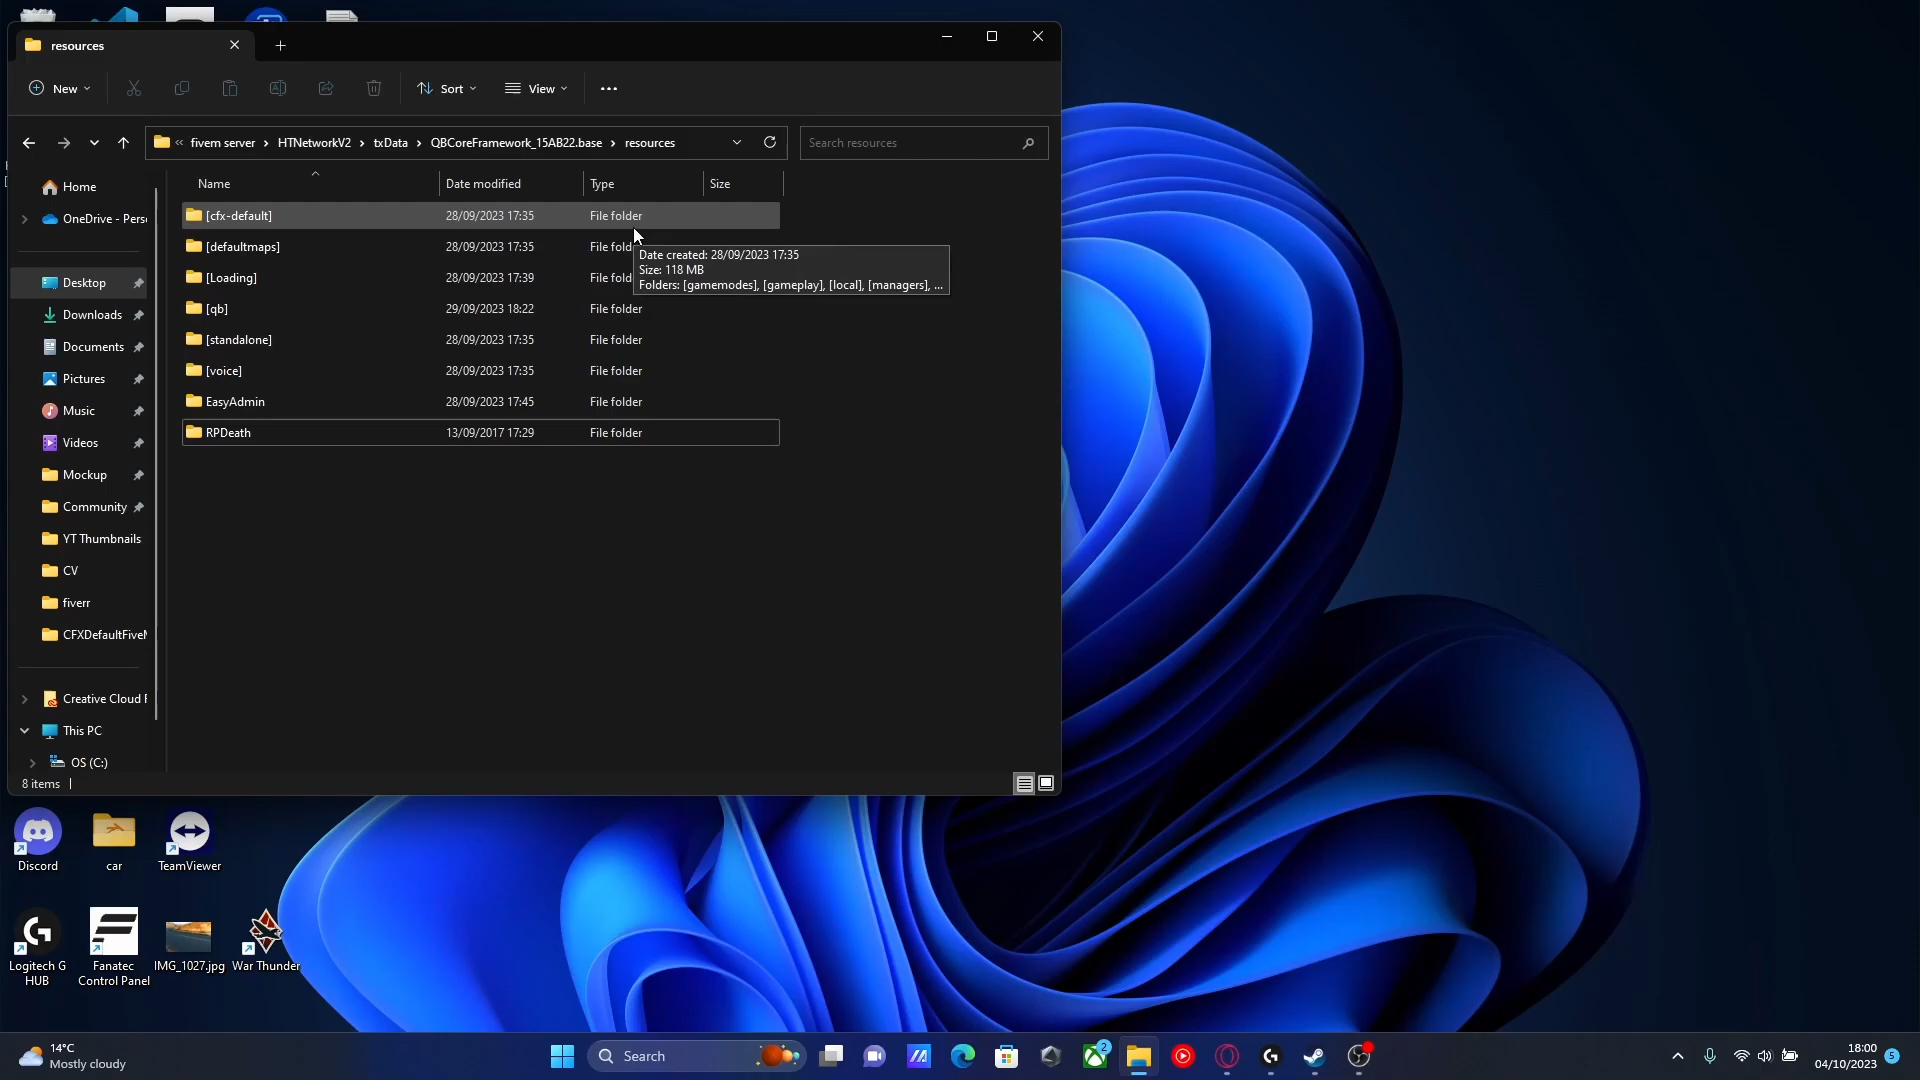 resources
New
Sort
View
fivem server
HTNetworkV2
txData
QBCoreFramework_15AB22.base
resources
Search resources
Name
Date modified
Type
Size
[cfx-default] 28/09/2023 17:35 File folder
[defaultmaps] 28/09/2023 17:35 File fold
[Loading] 28/09/2023 17:39 File fold
[qb] 29/09/2023 18:22 File folder
[standalone] 28/09/2023 17:35 File folder
[voice] 28/09/2023 17:35 File folder
EasyAdmin 28/09/2023 17:45 File folder
RPDeath 13/09/2017 17:29 File folder
Date created: 28/09/2023 17:35
Size: 118 MB
Folders: [gamemodes], [gameplay], [local], [managers], ...
Home
OneDrive - Pers
Desktop
Downloads
Documents
Pictures
Music
Videos
Mockup
Community
YT Thumbnails
CV
fiverr
CFXDefaultFive
Creative Cloud F
This PC
OS (C:)
8 items
Discord
car
TeamViewer
Logitech G
HUB
Fanatec
Control Panel
IMG_1027.jpg
War Thunder
14°C
Mostly cloudy
Search
2
18:00
04/10/2023
5